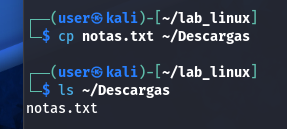 ┌──(user㉿kali)-[~/lab_linux]
└─$ cp notas.txt ~/Descargas
┌──(user㉿kali)-[~/lab_linux]
└─$ ls ~/Descargas
notas.txt